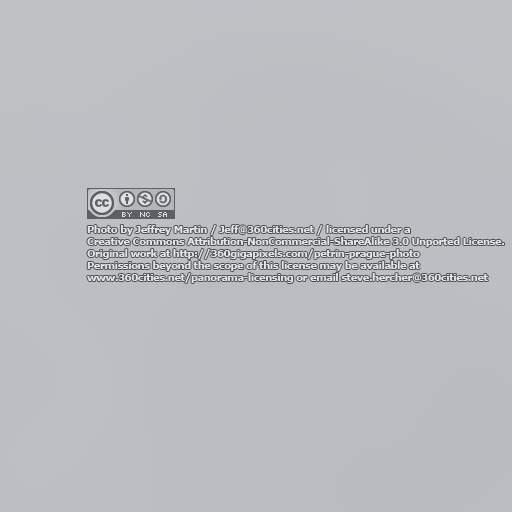 cc
BY NC SA
Photo by Jeffrey Martin / Jeff@360cities.net / licensed under a
Creative Commons Attribution-NonCommercial-ShareAlike 3.0 Unported License.
Original work at http://360gigapixels.com/petrin-prague-photo
Permissions beyond the scope of this license may be available at
www.360cities.net/panorama-licensing or email steve.hercher@360cities.net